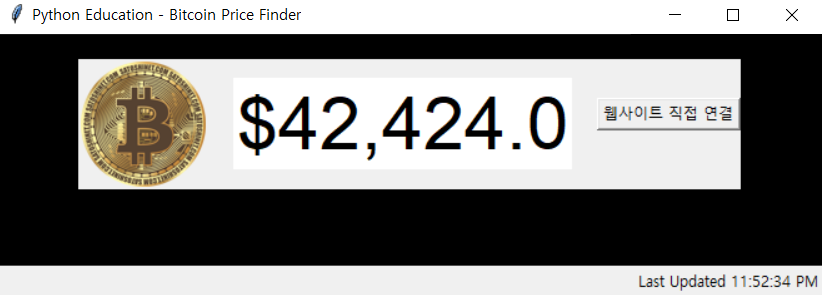 Python Education - Bitcoin Price Finder
$42,424.0
웹사이트 직접 연결
Last Updated 11:52:34 PM